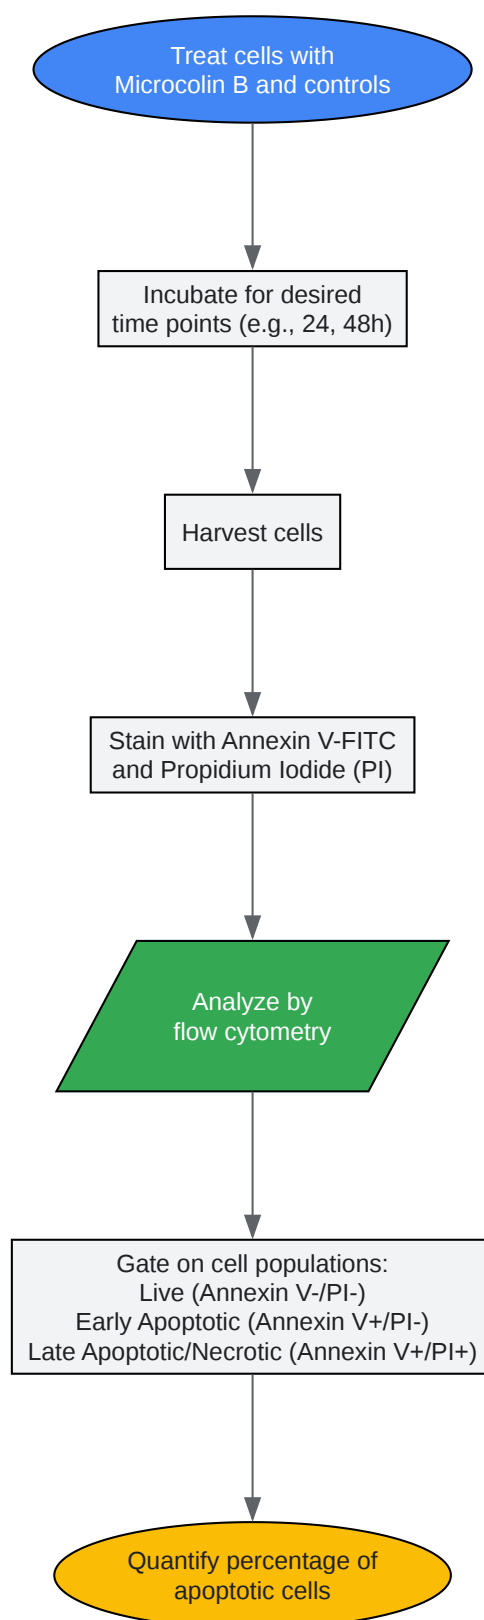 Treat cells with
Microcolin B and controls
Incubate for desired
time points (e.g., 24, 48h)
Harvest cells
Stain with Annexin V-FITC
and Propidium Iodide (PI)
Analyze by
flow cytometry
Gate on cell populations:
Live (Annexin V-/PI-)
Early Apoptotic (Annexin V+/PI-)
Late Apoptotic/Necrotic (Annexin V+/PI+)
Quantify percentage of
apoptotic cells